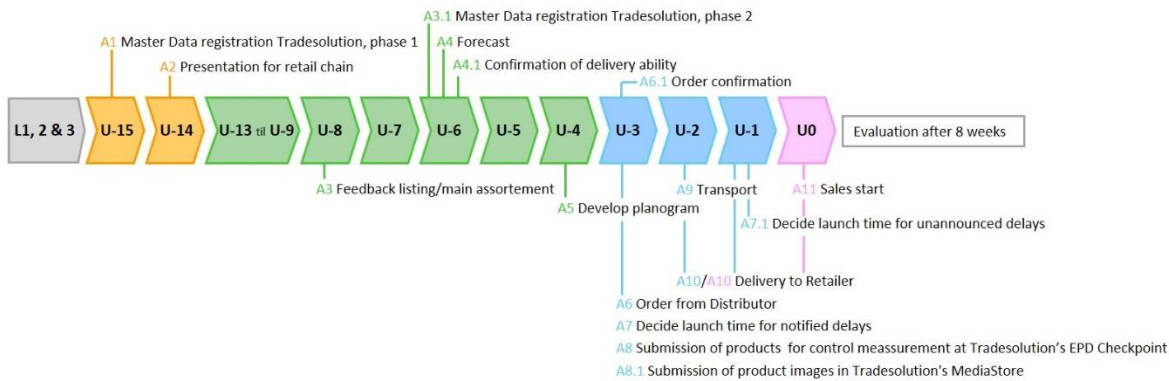 A3.1 Master Data registration Tradesolution, phase 2
A1 Master Data registration Tradesolution, phase 1
A4 Forecast
A2 Presentation for retail chain
A4.1 Confirmation of delivery ability
A6.1 Order confirmation
L1, 2 & 3
U-15
U-14
U-13 til U-9
U-8
U-7
U-6
U-5
U-4
U-3
U-2
U-1
U0
Evaluation after 8 weeks
A3 Feedback listing/main assortement
A9 Transport
A11 Sales start
A5 Develop planogram
A7.1 Decide launch time for unannounced delays
A10/A10 Delivery to Retailer
A6 Order from Distributor
A7 Decide launch time for notified delays
A8 Submission of products for control meassurement at Tradesolution's EPD Checkpoint
A8.1 Submission of product images in Tradesolution's MediaStore